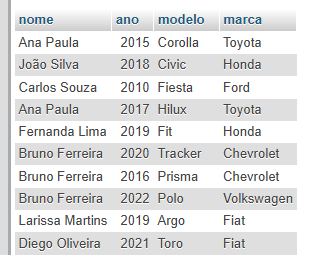 nome ano modelo marca
Ana Paula 2015 Corolla Toyota
João Silva 2018 Civic Honda
Carlos Souza 2010 Fiesta Ford
Ana Paula 2017 Hilux Toyota
Fernanda Lima 2019 Fit Honda
Bruno Ferreira 2020 Tracker Chevrolet
Bruno Ferreira 2016 Prisma Chevrolet
Bruno Ferreira 2022 Polo Volkswagen
Larissa Martins 2019 Argo Fiat
Diego Oliveira 2021 Toro Fiat